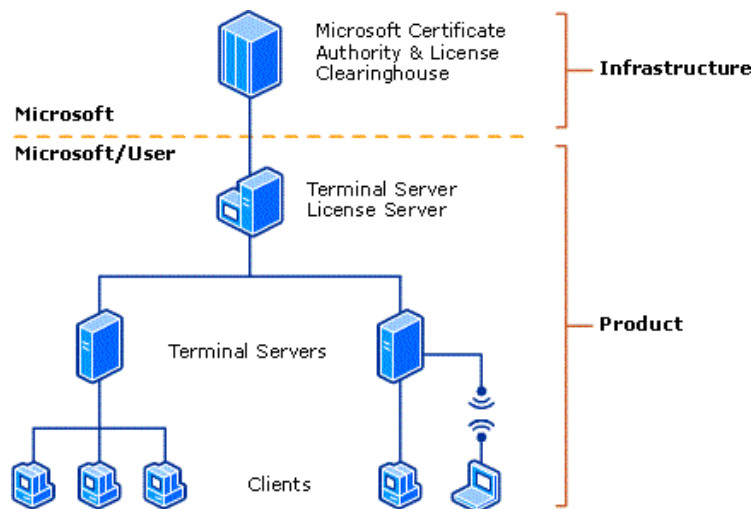 Microsoft Certificate
Authority & License
Clearinghouse
Infrastructure
Microsoft
Microsoft/User
Terminal Server
License Server
Product
Terminal Servers
Clients